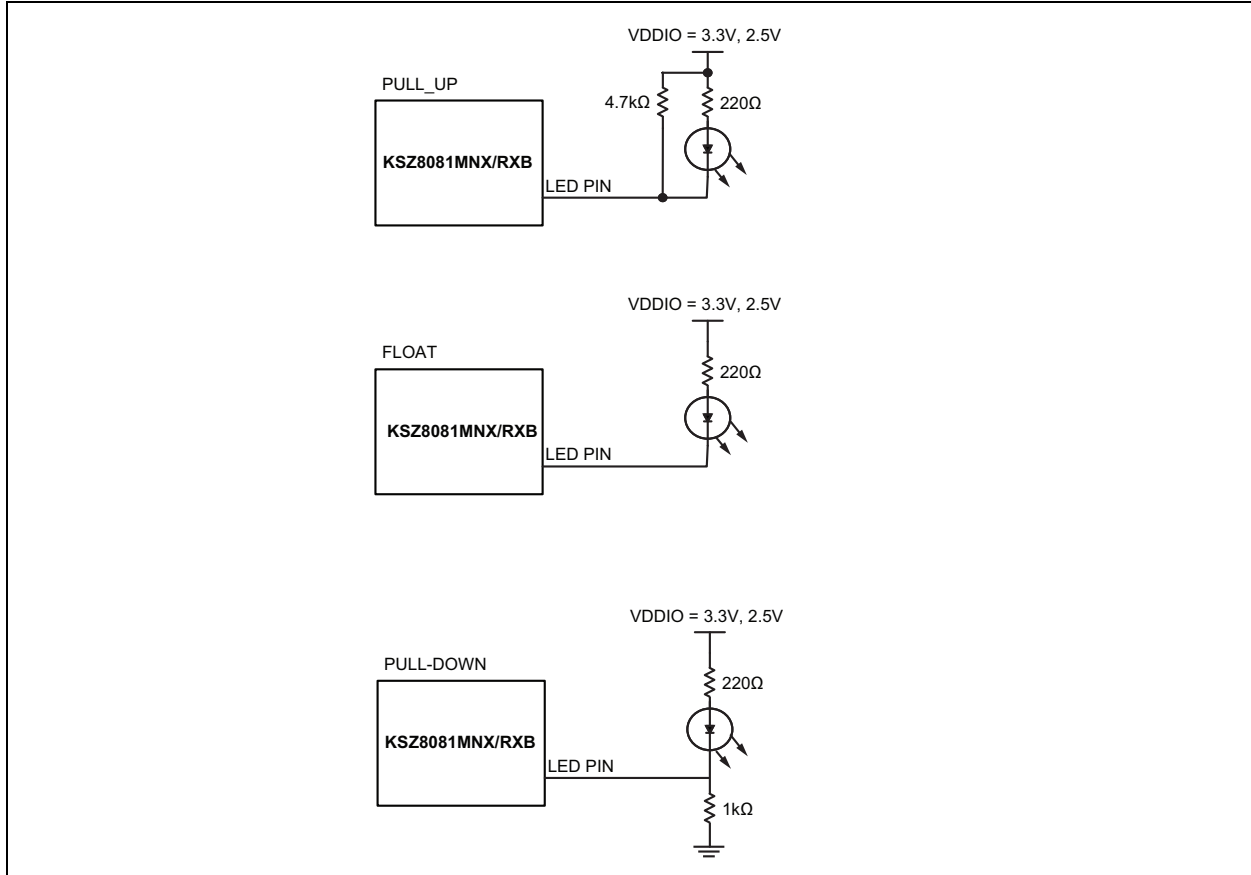 VDDIO = 3.3V, 2.5V
PULL_UP
4.7kΩ
220Ω
KSZ8081MNX/RXB
LED PIN
VDDIO = 3.3V, 2.5V
FLOAT
220Ω
KSZ8081MNX/RXB
LED PIN
VDDIO = 3.3V, 2.5V
PULL-DOWN
220Ω
KSZ8081MNX/RXB
LED PIN
1kΩ